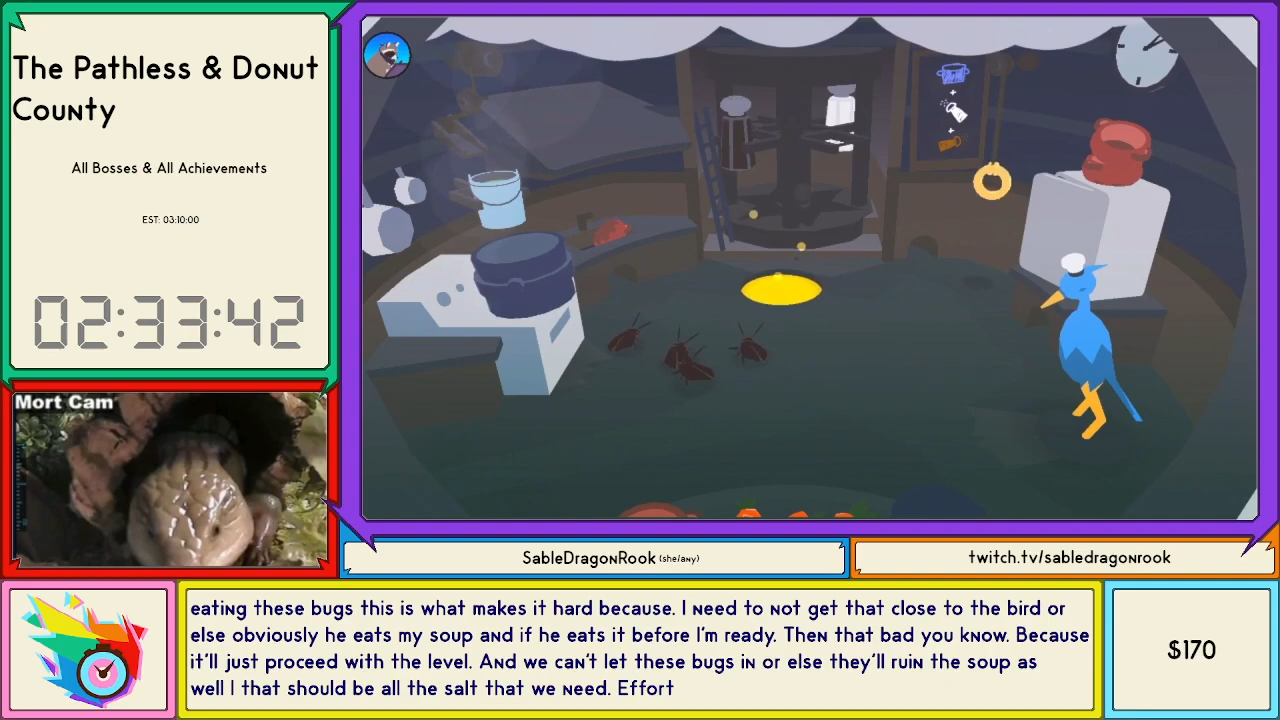 The Pathless & Donut
County
All Bosses & All Achievements
EST: 03:10:00
02:33:42
Mort Cam
SableDragonRook (she/any)
twitch.tv/sabledragonrook
eating these bugs this is what makes it hard because. I need to not get that close to the bird or
else obviously he eats my soup and if he eats it before I'm ready. Then that bad you know. Because
it'll just proceed with the level. And we can't let these bugs in or else they'll ruin the soup as
well I that should be all the salt that we need. Effort
$170